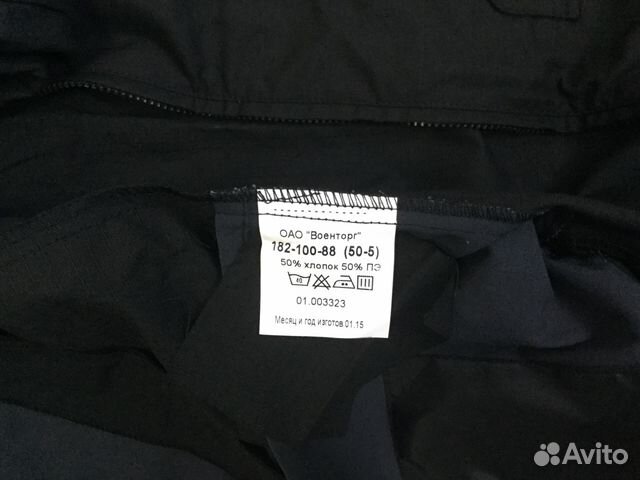 ОАО "Военторг"
182-100-88 (50-5)
50% хлопок 50% ПЭ
40
01.003323
Месяц и год изготов.01.15
Avito